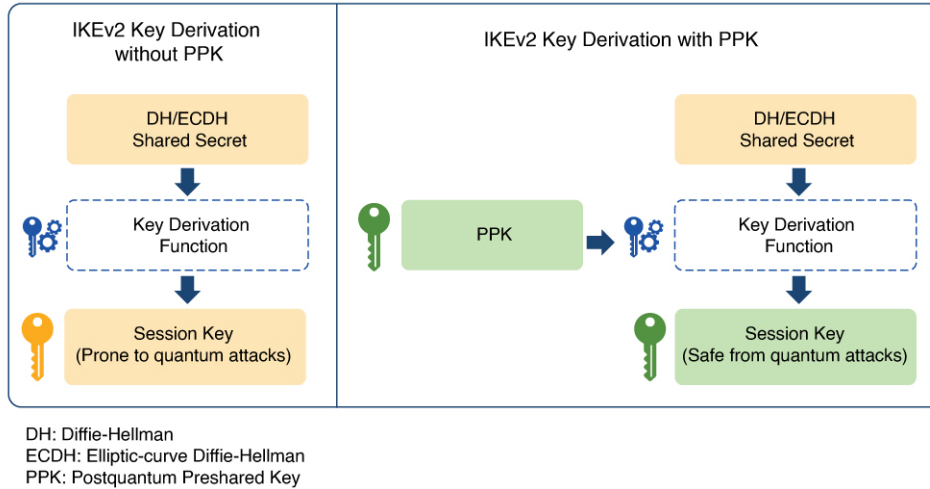 IKEv2 Key Derivation
without PPK
DH/ECDH
Shared Secret
Key Derivation
Function
Session Key
(Prone to quantum attacks)
IKEv2 Key Derivation with PPK
DH/ECDH
Shared Secret
PPK
Key Derivation
Function
Session Key
(Safe from quantum attacks)
DH: Diffie-Hellman
ECDH: Elliptic-curve Diffie-Hellman
PPK: Postquantum Preshared Key